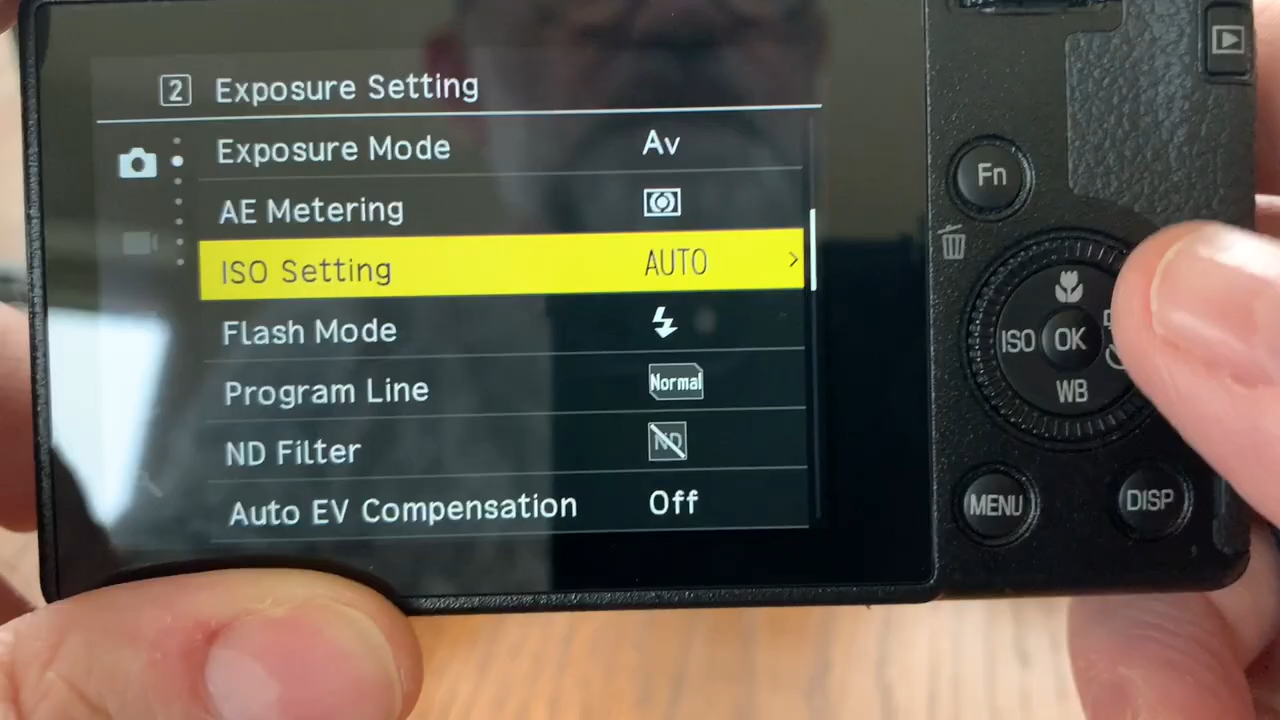 2 Exposure Setting
Exposure Mode Av
AE Metering
ISO Setting AUTO >
Flash Mode
Program Line Normal
ND Filter ND
Auto EV Compensation Off
Fn
ISO OK
WB
MENU DISP